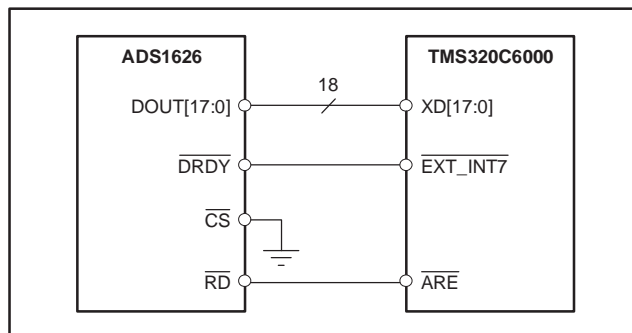 ADS1626
TMS320C6000
18
DOUT[17:0]
XD[17:0]
DRDY
EXT_INT7
CS
RD
ARE